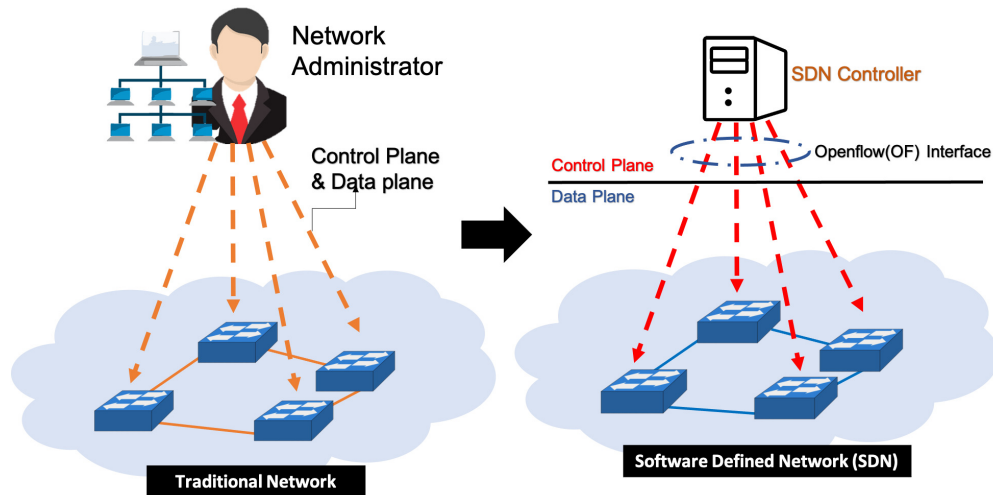 Network
Administrator
Control Plane
& Data plane
Traditional Network
SDN Controller
Openflow(OF) Interface
Control Plane
Data Plane
Software Defined Network (SDN)